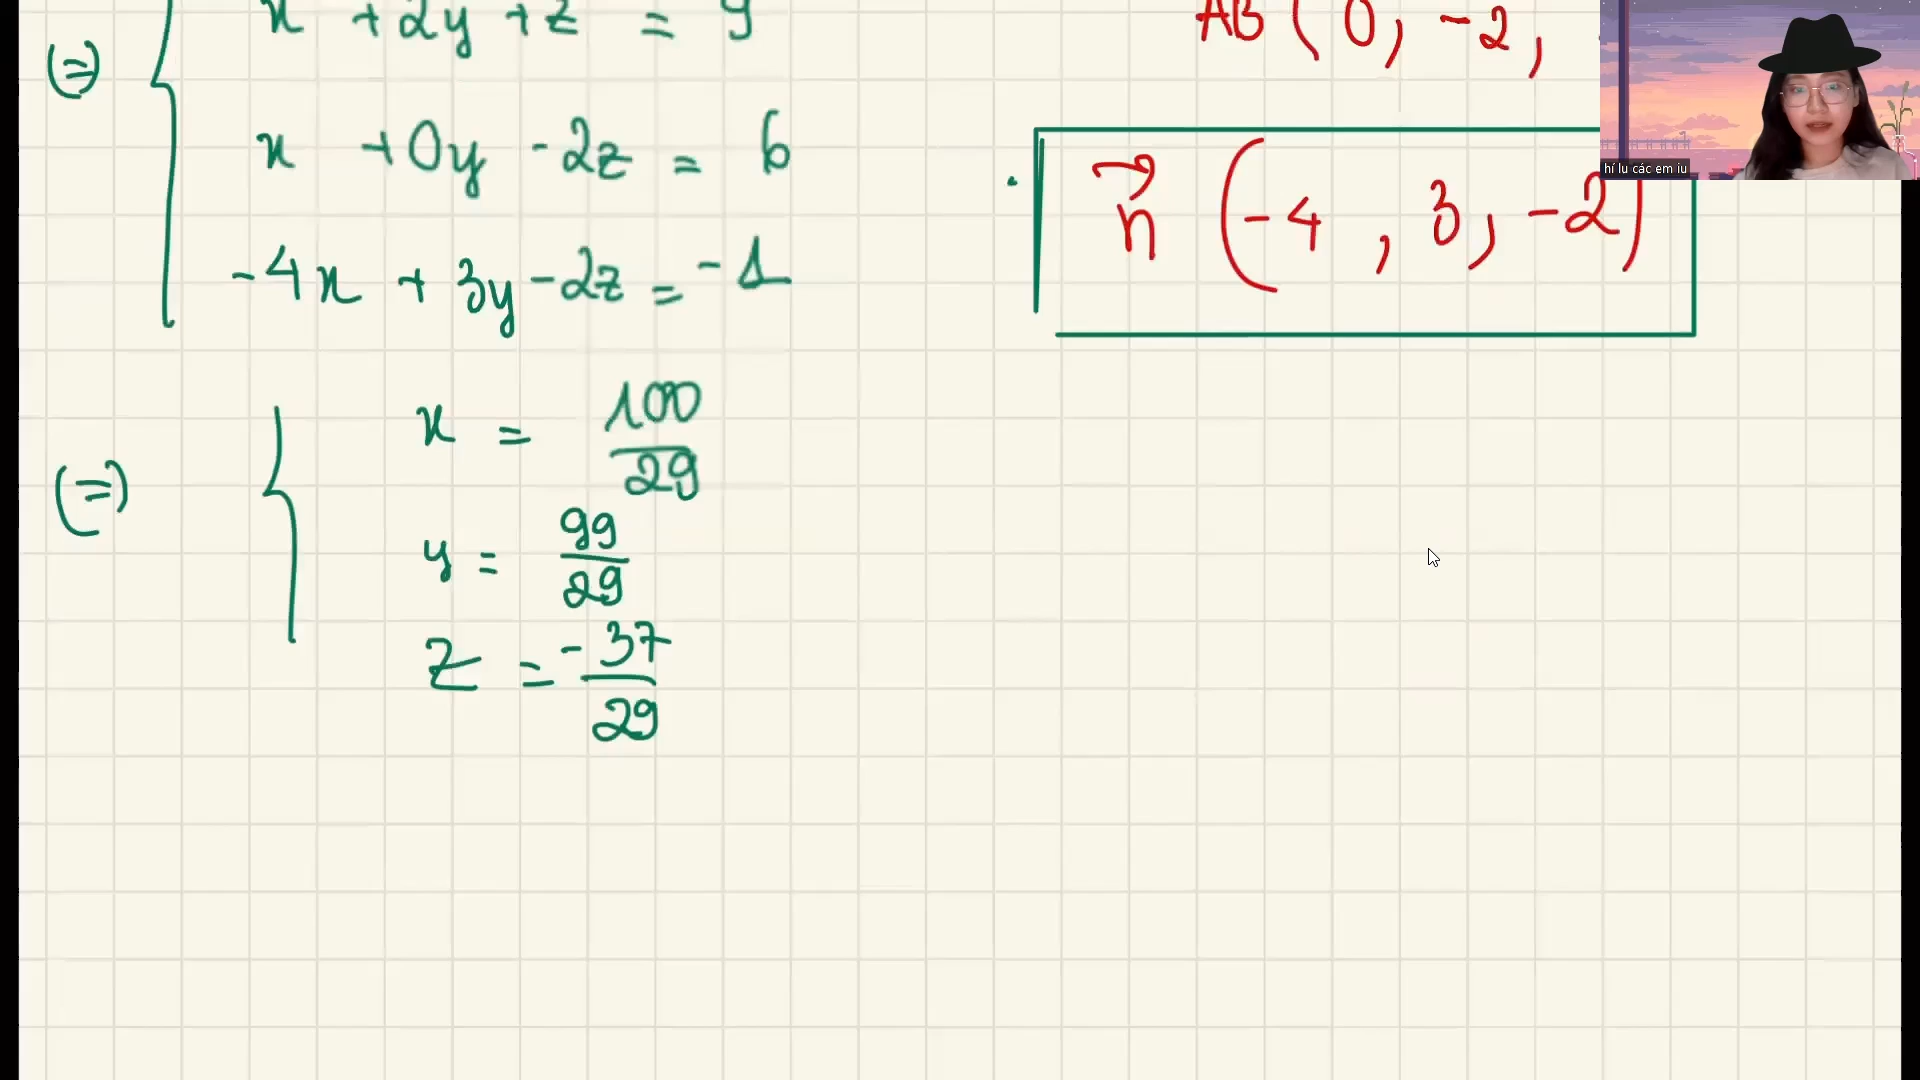 (=) x + 2y + z = 9
x + 0y - 2z = 6
-4x + 3y - 2z = -1
(=) x = 100/29
y = 99/29
z = -37/29
AB ( 0, -2,
n (-4, 3, -2)
hí lu các em iu